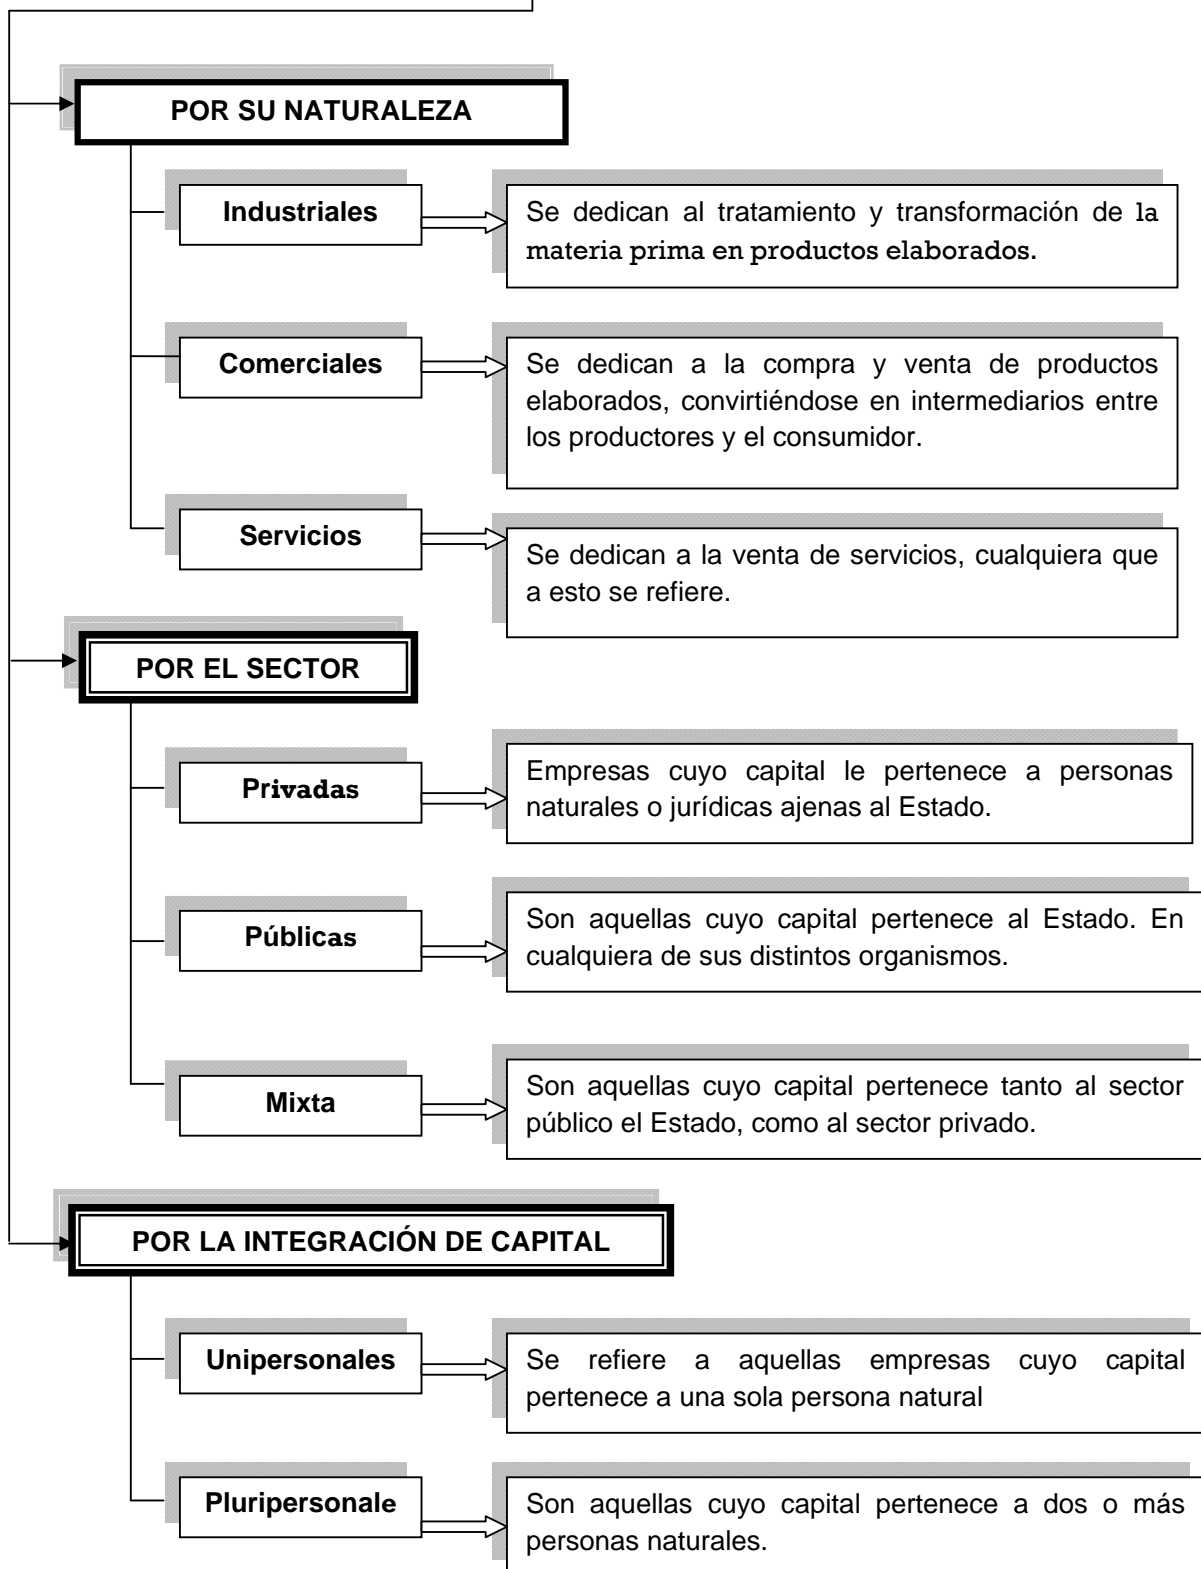 POR SU NATURALEZA
Industriales
Se dedican al tratamiento y transformación de la
materia prima en productos elaborados.
Comerciales
Se dedican a la compra y venta de productos
elaborados, convirtiéndose en intermediarios entre
los productores y el consumidor.
Servicios
Se dedican a la venta de servicios, cualquiera que
a esto se refiere.
POR EL SECTOR
Privadas
Empresas cuyo capital le pertenece a personas
naturales o jurídicas ajenas al Estado.
Públicas
Son aquellas cuyo capital pertenece al Estado. En
cualquiera de sus distintos organismos.
Mixta
Son aquellas cuyo capital pertenece tanto al sector
público el Estado, como al sector privado.
POR LA INTEGRACIÓN DE CAPITAL
Unipersonales
Se refiere a aquellas empresas cuyo capital
pertenece a una sola persona natural
Pluripersonale
Son aquellas cuyo capital pertenece a dos o más
personas naturales.